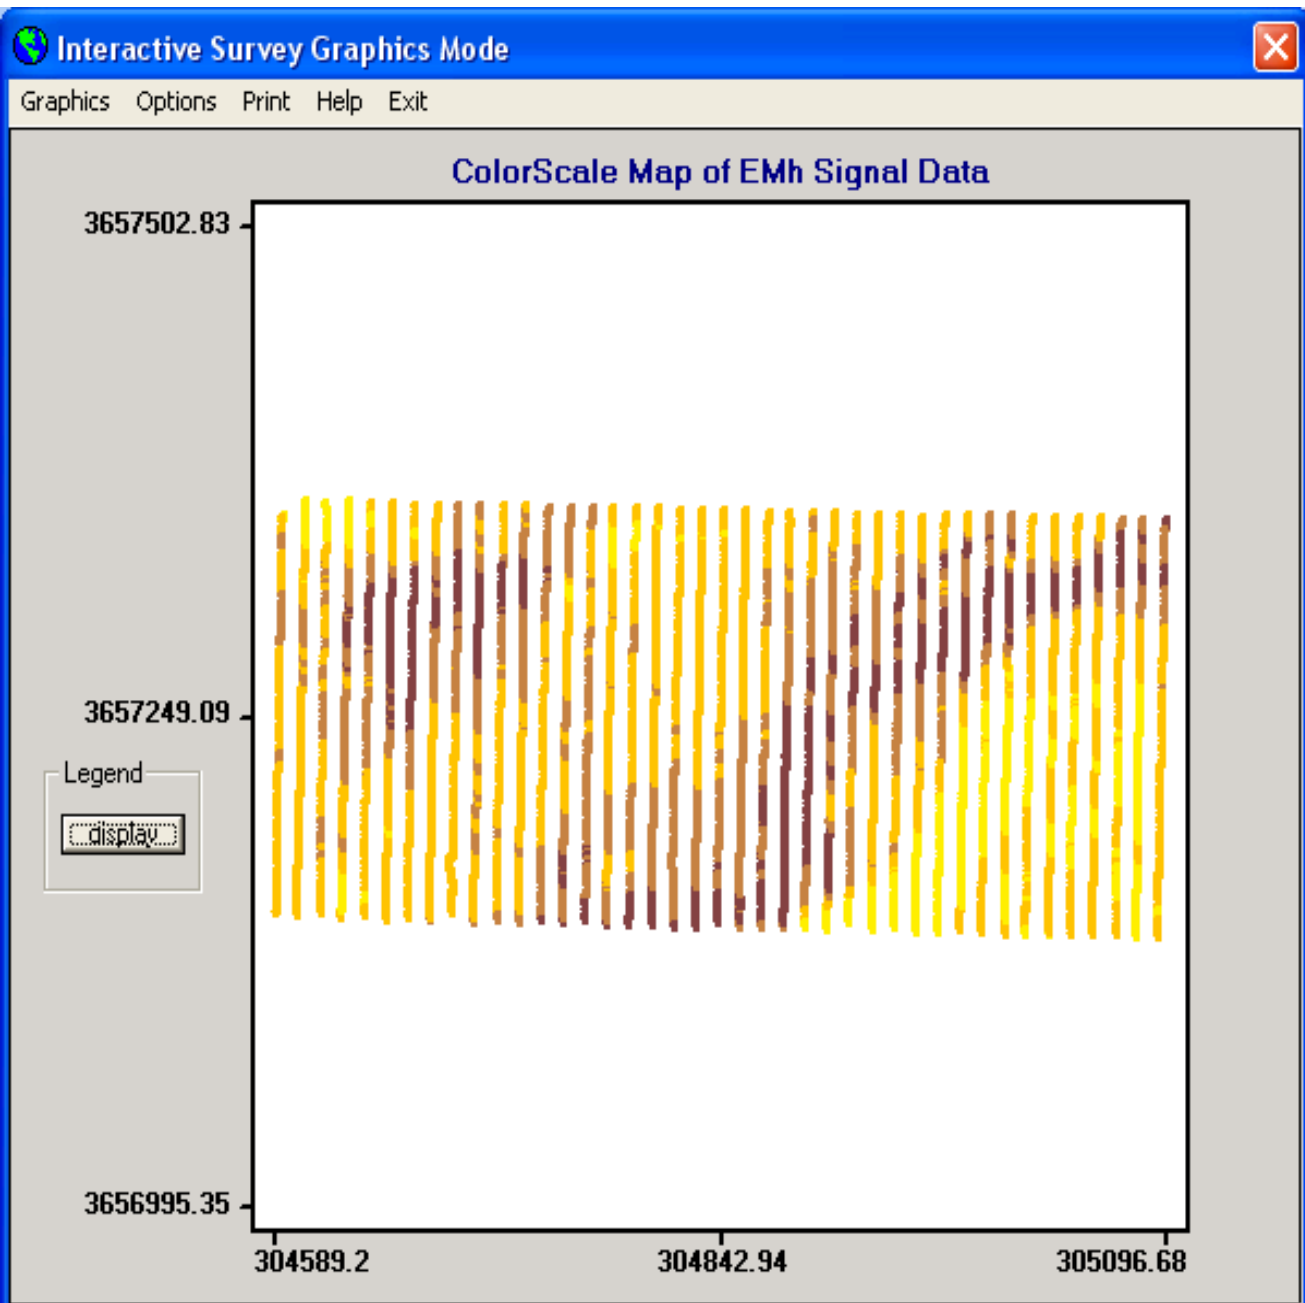 Interactive Survey Graphics Mode
Graphics Options Print Help Exit
ColorScale Map of EMh Signal Data
3657502.83
3657249.09
Legend
display
3656995.35
304589.2 304842.94 305096.68